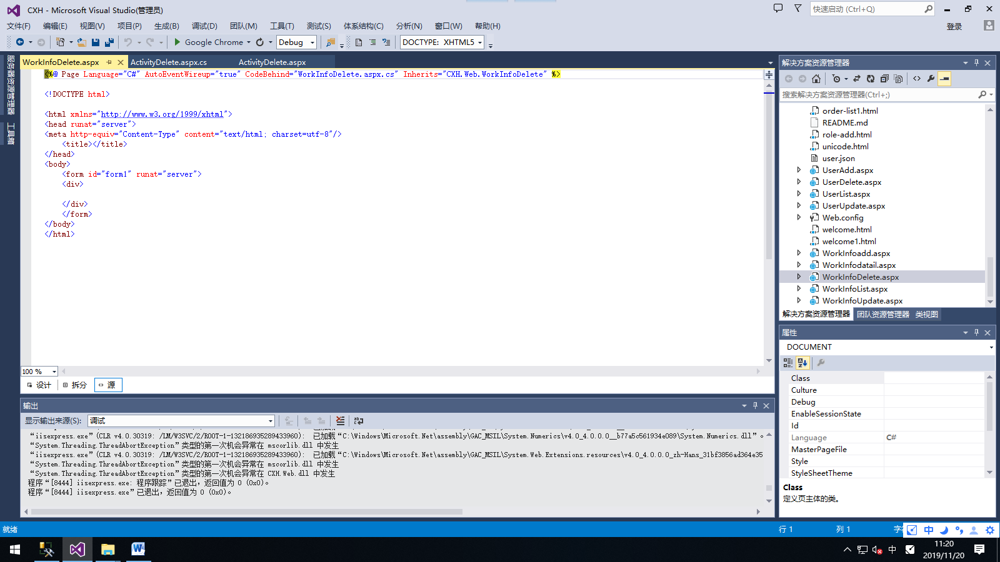 CXH - Microsoft Visual Studio(管理员)
快速启动 (Ctrl+Q)
文件(F) 编辑(E) 视图(V) 项目(P) 生成(B) 调试(D) 团队(M) 工具(T) 测试(S) 体系结构(C) 分析(N) 窗口(W) 帮助(H)
登录
Google Chrome Debug DOCTYPE: XHTML5
服务器资源管理器
工具箱
WorkInfoDelete.aspx ActivityDelete.aspx.cs ActivityDelete.aspx
<%@ Page Language="C#" AutoEventWireup="true" CodeBehind="WorkInfoDelete.aspx.cs" Inherits="CXH.Web.WorkInfoDelete" %>
<!DOCTYPE html>
<html xmlns="http://www.w3.org/1999/xhtml">
<head runat="server">
<meta http-equiv="Content-Type" content="text/html; charset=utf-8"/>
<title></title>
</head>
<body>
<form id="form1" runat="server">
<div>
</div>
</form>
</body>
</html>
100 %
设计 拆分 源
输出
显示输出来源(S): 调试
“iisexpress.exe”(CLR v4.0.30319: /LM/W3SVC/2/ROOT-1-132186935289433960): 已加载“C:\Windows\Microsoft.Net\assembly\GAC_MSIL\System.Numerics\v4.0_4.0.0.0__b77a5c561934e089\System.Numerics.dll”。
“System.Threading.ThreadAbortException”类型的第一次机会异常在 mscorlib.dll 中发生
“iisexpress.exe”(CLR v4.0.30319: /LM/W3SVC/2/ROOT-1-132186935289433960): 已加载“C:\Windows\Microsoft.Net\assembly\GAC_MSIL\System.Web.Extensions.resources\v4.0_4.0.0.0_zh-Hans_31bf3856ad364e35
“System.Threading.ThreadAbortException”类型的第一次机会异常在 mscorlib.dll 中发生
“System.Threading.ThreadAbortException”类型的第一次机会异常在 CXH.Web.dll 中发生
程序“[8444] iisexpress.exe: 程序跟踪”已退出，返回值为 0 (0x0)。
程序“[8444] iisexpress.exe”已退出，返回值为 0 (0x0)。
解决方案资源管理器
搜索解决方案资源管理器(Ctrl+;)
order-list1.html
README.md
role-add.html
unicode.html
user.json
UserAdd.aspx
UserDelete.aspx
UserList.aspx
UserUpdate.aspx
Web.config
welcome.html
welcome1.html
WorkInfoadd.aspx
WorkInfodatail.aspx
WorkInfoDelete.aspx
WorkInfoList.aspx
WorkInfoUpdate.aspx
解决方案资源管理器 团队资源管理器 类视图
属性
DOCUMENT
Class
Culture
Debug
EnableSessionState
Id
Language C#
MasterPageFile
Style
StyleSheetTheme
Class
定义页主体的类。
就绪 行 1 列 1
中
中
11:20
2019/11/20